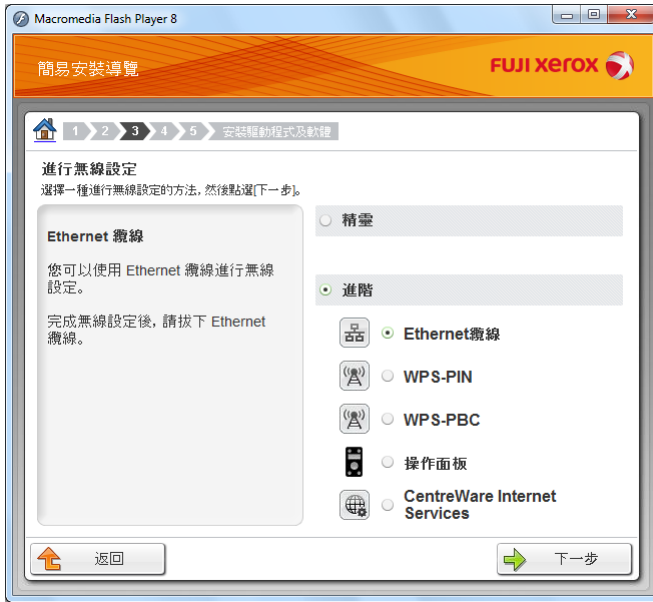 Macromedia Flash Player 8
簡易安裝導覽
FUJI xerox
1 2 3 4 5 安裝驅動程式及軟體
進行無線設定
選擇一種進行無線設定的方法, 然後點選[下一步]。
Ethernet 纜線
您可以使用 Ethernet 纜線進行無線
設定。
完成無線設定後, 請拔下 Ethernet
纜線。
精靈
進階
Ethernet纜線
WPS-PIN
WPS-PBC
操作面板
CentreWare Internet
Services
返回
下一步